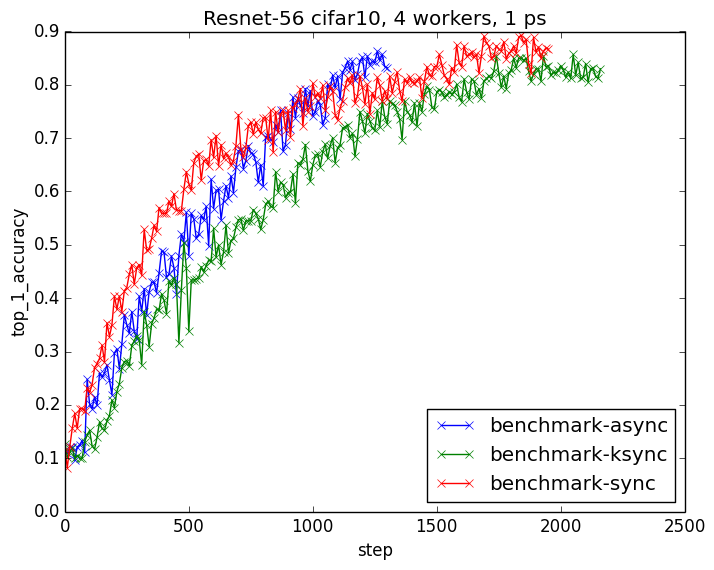 Resnet-56 cifar10, 4 workers, 1 ps
top_1_accuracy
0.9
0.8
0.7
0.6
0.5
0.4
0.3
0.2
0.1
0.0
benchmark-async
benchmark-ksync
benchmark-sync
0 500 1000 1500 2000 2500
step